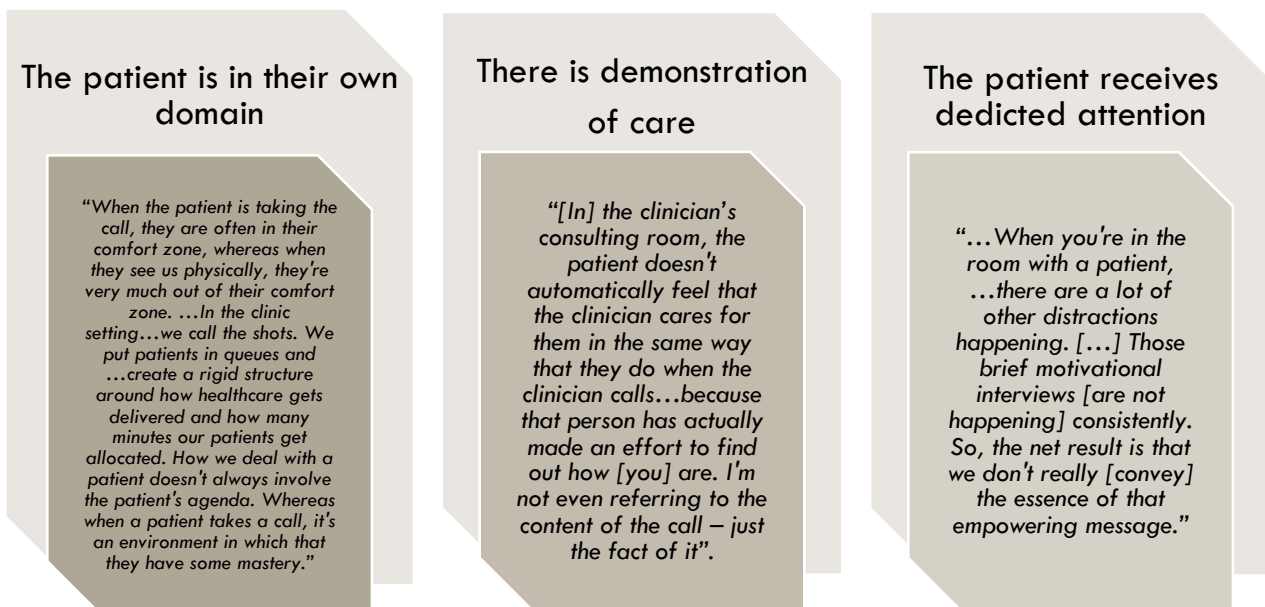 The patient is in their own
domain
“When the patient is taking the
call, they are often in their
comfort zone, whereas when
they see us physically, they're
very much out of their comfort
zone. …In the clinic
setting…we call the shots. We
put patients in queues and
…create a rigid structure
around how healthcare gets
delivered and how many
minutes our patients get
allocated. How we deal with a
patient doesn't always involve
the patient's agenda. Whereas
when a patient takes a call, it's
an environment in which that
they have some mastery.”
There is demonstration
of care
“[In] the clinician’s
consulting room, the
patient doesn't
automatically feel that
the clinician cares for
them in the same way
that they do when the
clinician calls…because
that person has actually
made an effort to find
out how [you] are. I'm
not even referring to the
content of the call – just
the fact of it”.
The patient receives
dedicted attention
“…When you're in the
room with a patient,
…there are a lot of
other distractions
happening. […] Those
brief motivational
interviews [are not
happening] consistently.
So, the net result is that
we don't really [convey]
the essence of that
empowering message.”